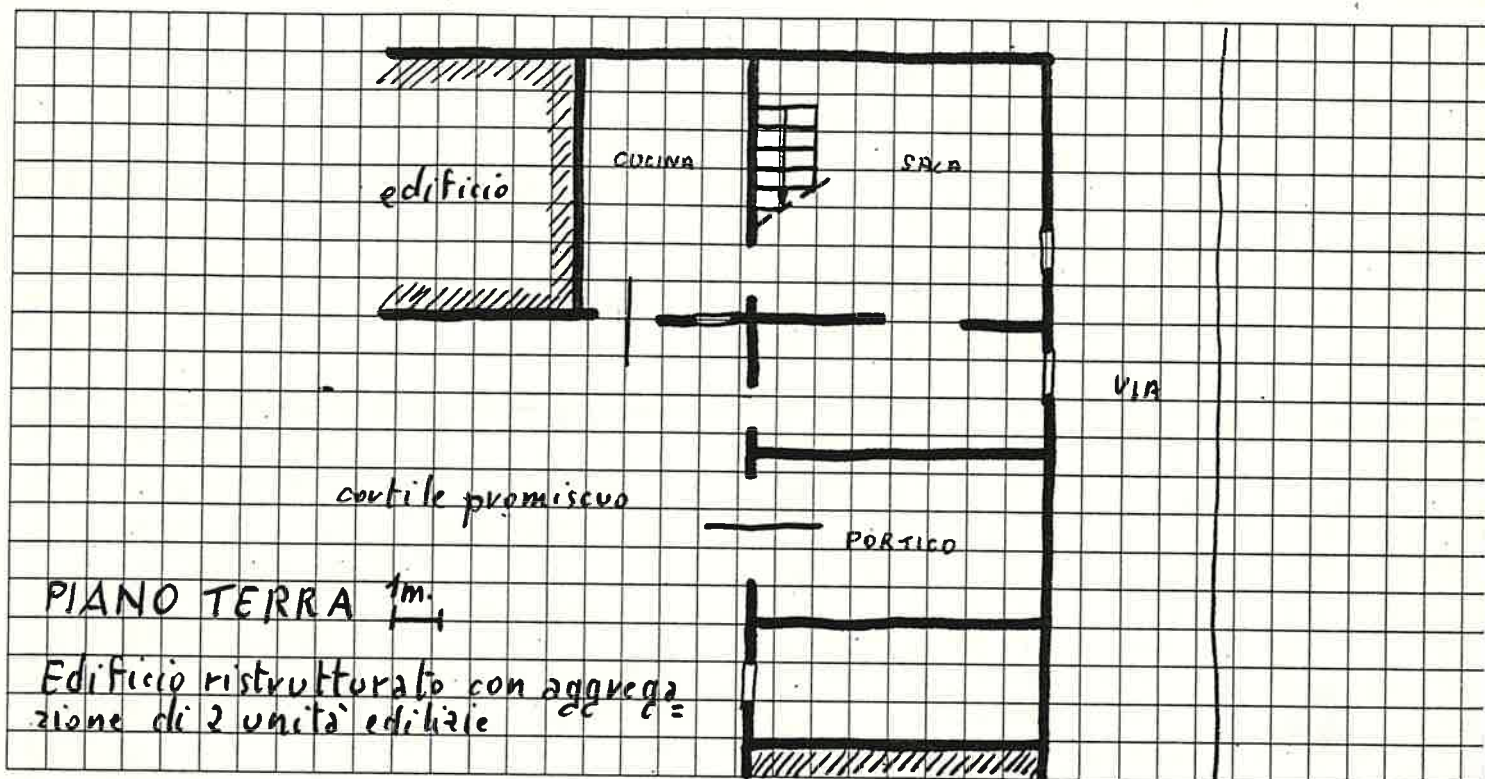 CUCINA
SALA
edificio
VIA
cortile promiscuo
PORTICO
PIANO TERRA 1m.
Edificio ristrutturato con aggrega=
zione di 2 unità edilizie